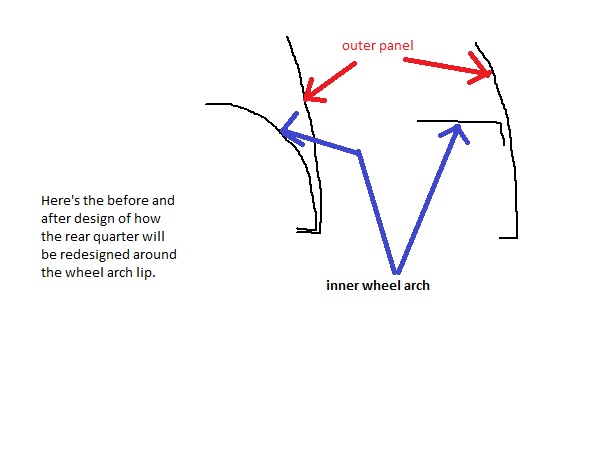 outer panel
Here's the before and
after design of how
the rear quarter will
be redesigned around
the wheel arch lip.
inner wheel arch